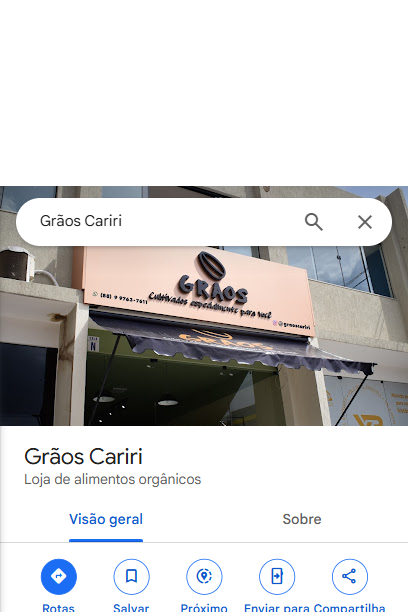 Grãos Cariri
GRÃOS
Cultivados especialmente para você
(88) 9 9763-7611
@graoscariri
GRÃOS
N
Grãos Cariri
Loja de alimentos orgânicos
Visão geral
Sobre
Rotas
Salvar
Próximo
Enviar para
Compartilha